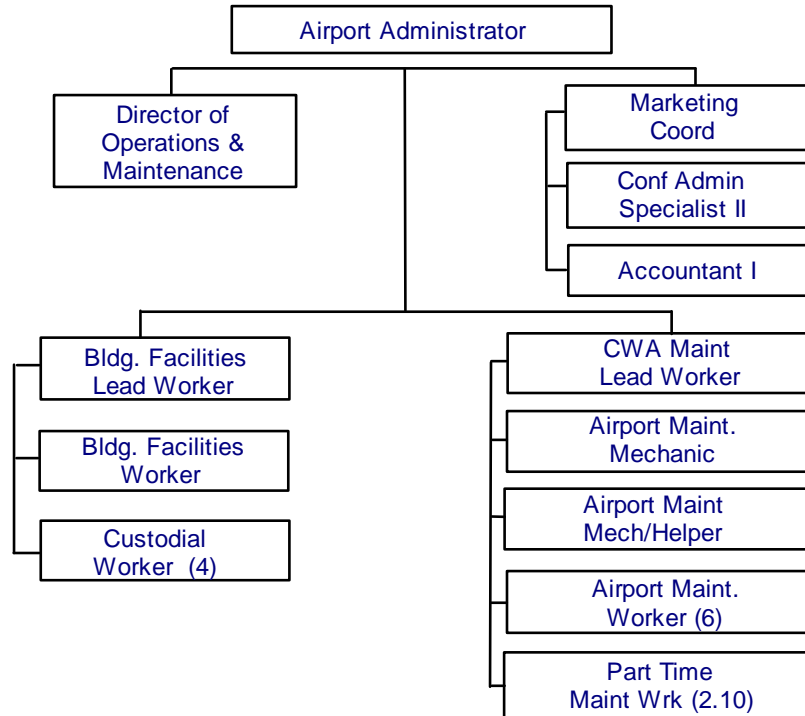 Airport Administrator
Director of
Operations &
Maintenance
Marketing
Coord
Conf Admin
Specialist II
Accountant I
Bldg. Facilities
Lead Worker
Bldg. Facilities
Worker
Custodial
Worker (4)
CWA Maint
Lead Worker
Airport Maint.
Mechanic
Airport Maint
Mech/Helper
Airport Maint.
Worker (6)
Part Time
Maint Wrk (2.10)